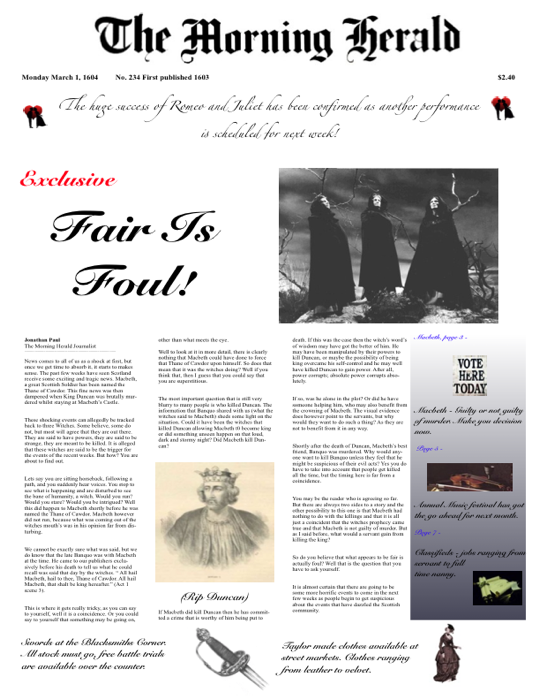 The Morning Herald
Monday March 1, 1604 No. 234 First published 1603 $2.40
The huge success of Romeo and Juliet has been confirmed as another performance
is scheduled for next week!
Exclusive
Fair Is
Foul!
Jonathan Paul
The Morning Herald Journalist
News comes to all of us as a shock at first, but
once we get time to absorb it, it starts to makes
sense. The past few weeks have seen Scotland
receive some exciting and tragic news. Macbeth,
a great Scottish Soldier has been named the
Thane of Cawdor. This fine news was then
dampened when King Duncan was brutally mur-
dered whilst staying at Macbeth's Castle.
These shocking events can allegedly be tracked
back to three Witches. Some believe, some do
not, but most will agree that they are out there.
They are said to have powers, they are said to be
strange, they are meant to be killed. It is alleged
that these witches are said to be the trigger for
the events of the recent weeks. But how? You are
about to find out.
Lets say you are sitting horseback, following a
path, and you suddenly hear voices. You stop to
see what is happening and are disturbed to see
the bane of humanity, a witch. Would you run?
Would you stare? Would you be intrigued? Well
this did happen to Macbeth shortly before he was
named the Thane of Cawdor. Macbeth however
did not run, because what was coming out of the
witches mouth's was in his opinion far from dis-
turbing.
We cannot be exactly sure what was said, but we
do know that the late Banquo was with Macbeth
at the time. He came to our publishers exclu-
sively before his death to tell us what he could
recall was said that day by the witches, " All hail
Macbeth, hail to thee, Thane of Cawdor. All hail
Macbeth, that shalt be king hereafter." (Act 1
scene 3).
This is where it gets really tricky, as you can say
to yourself, well it is a coincidence. Or you could
say to yourself that something may be going on,
other than what meets the eye.
Well to look at it in more detail, there is clearly
nothing that Macbeth could have done to force
that Thane of Cawdor upon himself. So does that
mean that it was the witches doing? Well if you
think that, then I guess that you could say that
you are superstitious.
The most important question that is still very
blurry to many people is who killed Duncan. The
information that Banquo shared with us what the
witches said to Macbeth sheds some light on the
situation. Could it have been the witches that
killed Duncan allowing Macbeth to become king
or did something unseen happen on that loud,
dark and stormy night? Did Macbeth kill Dun-
can?
(Rip Duncan)
If Macbeth did kill Duncan then he has commit-
ted a crime that is worthy of him being put to
death. If this was the case then the witch's word's
of wisdom may have got the better of him. He
may have been manipulated by their powers to
kill Duncan, or maybe the possibility of being
king overcame his self-control and he may well
have killed Duncan to gain power. After all,
power corrupts; absolute power corrupts abso-
lutely.
If so, was he alone in the plot? Or did he have
someone helping him, who may also benefit from
the crowning of Macbeth. The visual evidence
does however point to the servants, but why
would they want to do such a thing? As they are
not to benefit from it in any way.
Shortly after the death of Duncan, Macbeth's best
friend, Banquo was murdered. Why would any-
one want to kill Banquo unless they feel that he
might be suspicious of their evil acts? Yes you do
have to take into account that people get killed
all the time, but the timing here is far from a
coincidence.
You may be the reader who is agreeing so far.
But there are always two sides to a story and the
other possibility to this one is that Macbeth had
nothing to do with the killings and that it is all
just a coincidence that the witches prophecy came
true and that Macbeth is not guilty of murder. But
as I said before, what would a servant gain from
killing the king?
So do you believe that what appears to be fair is
actually foul? Well that is the question that you
have to ask yourself.
It is almost certain that there are going to be
some more horrific events to come in the next
few weeks as people begin to get suspicious
about the events that have dazzled the Scottish
community.
Macbeth, page 3 -
VOTE
HeRE
TODAY
Macbeth - Guilty or not guilty
of murder. Make you decision
now.
Page 5 -
Annual Music festival has got
the go ahead for next month.
Page 7 -
Classifieds - jobs ranging from
servant to full
time nanny.
Swords at the Blacksmiths Corner.
All stock must go, free battle trials
are available over the counter.
Taylor made clothes available at
street markets. Clothes ranging
from leather to velvet.